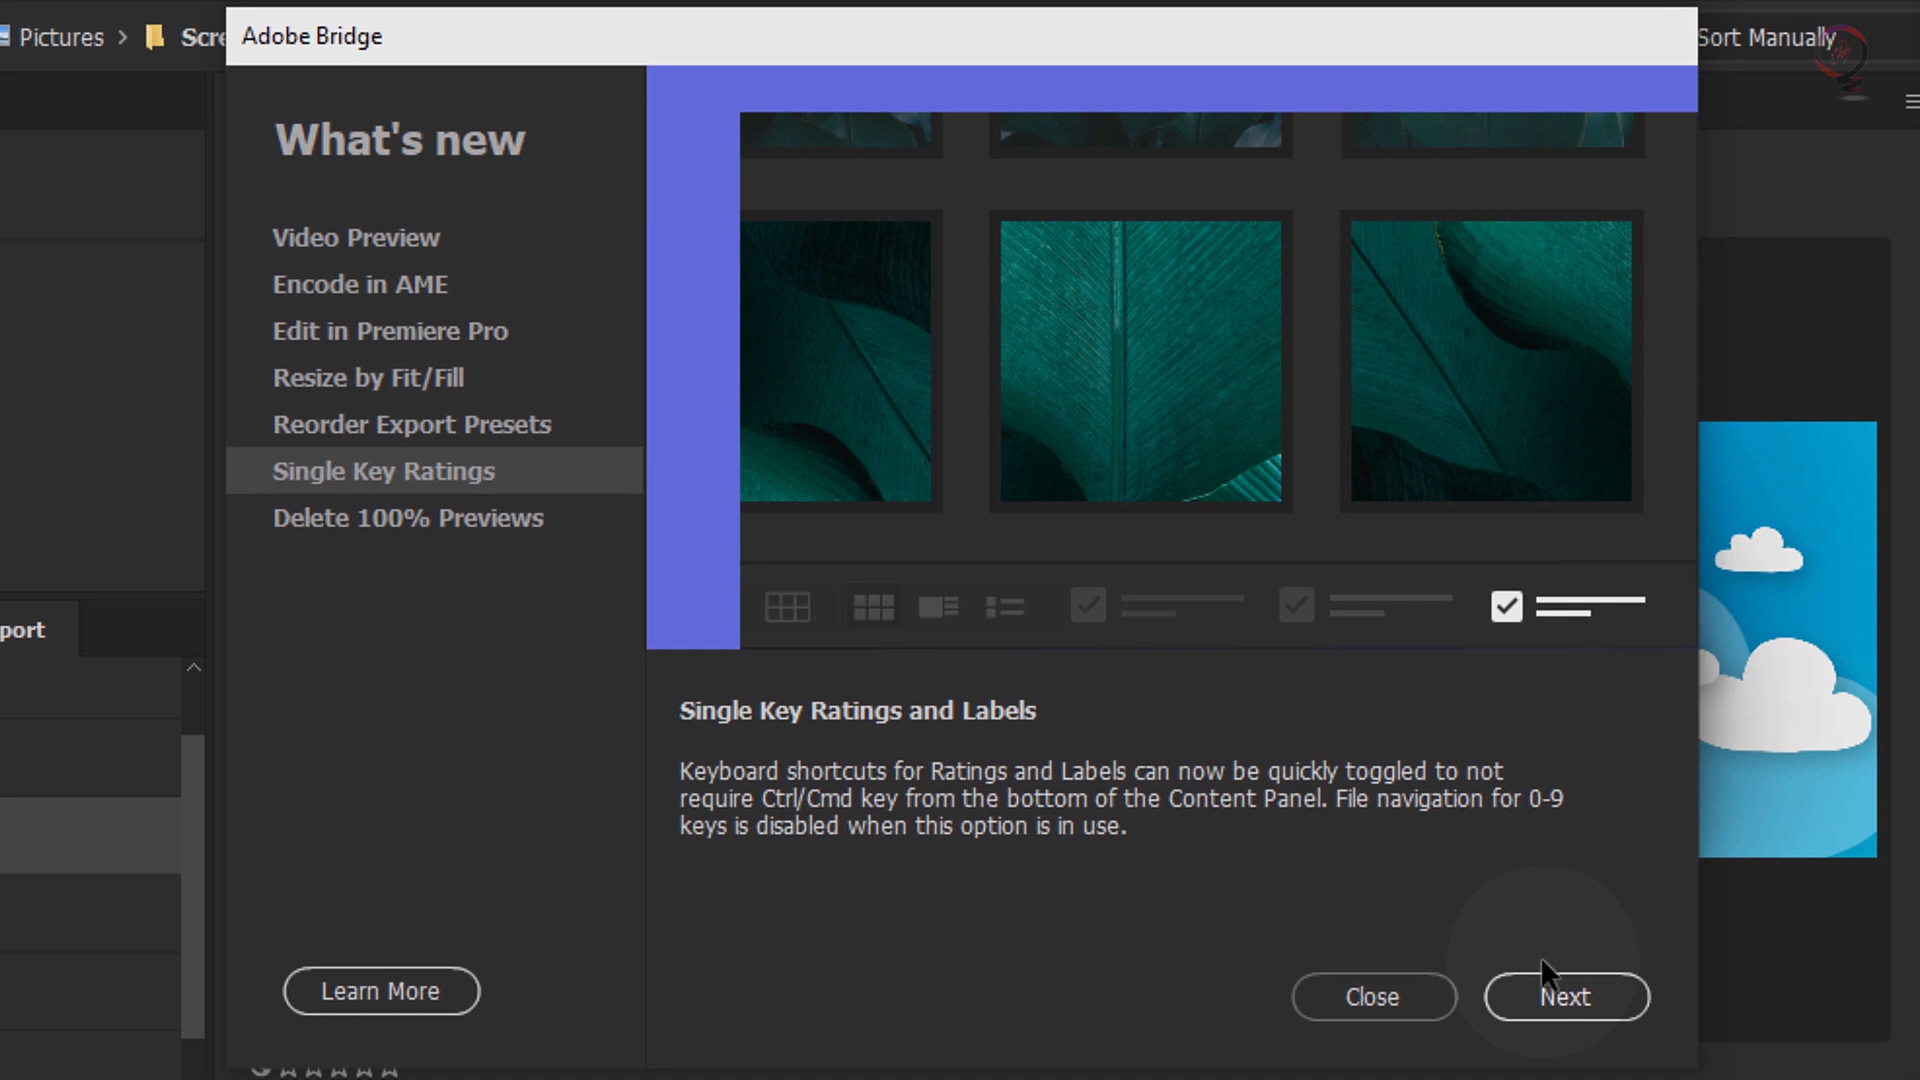 Pictures
Scre
Adobe Bridge
Sort Manually
What's new
Video Preview
Encode in AME
Edit in Premiere Pro
Resize by Fit/Fill
Reorder Export Presets
Single Key Ratings
Delete 100% Previews
port
Single Key Ratings and Labels
Keyboard shortcuts for Ratings and Labels can now be quickly toggled to not
require Ctrl/Cmd key from the bottom of the Content Panel. File navigation for 0-9
keys is disabled when this option is in use.
Learn More
Close
Next